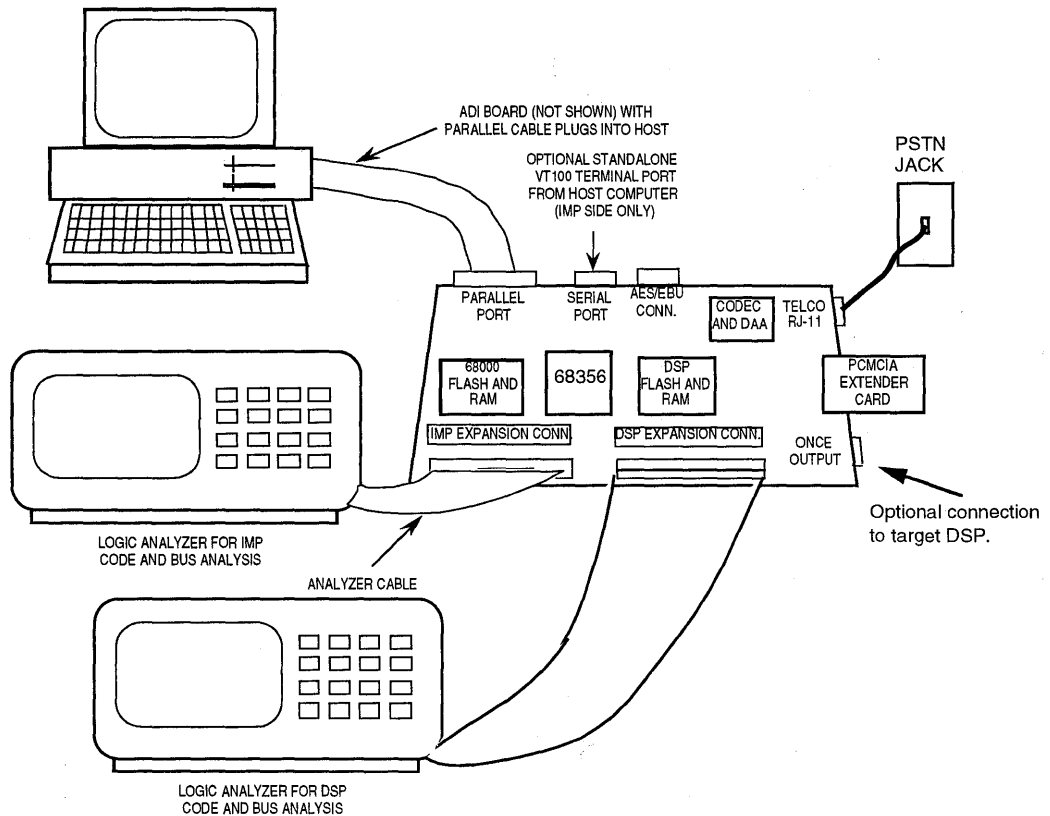 ADI BOARD (NOT SHOWN) WITH
PARALLEL CABLE PLUGS INTO HOST
OPTIONAL STANDALONE
VT100 TERMINAL PORT
FROM HOST COMPUTER
(IMP SIDE ONLY)
PSTN
JACK
PARALLEL
PORT
SERIAL
PORT
AES/EBU
CONN.
CODEC
AND DAA
TELCO
RJ-11
68000
FLASH AND
RAM
68356
DSP
FLASH AND
RAM
PCMCIA
EXTENDER
CARD
IMP EXPANSION CONN.
DSP EXPANSION CONN.
ONCE
OUTPUT
Optional connection
to target DSP.
LOGIC ANALYZER FOR IMP
CODE AND BUS ANALYSIS
ANALYZER CABLE
LOGIC ANALYZER FOR DSP
CODE AND BUS ANALYSIS